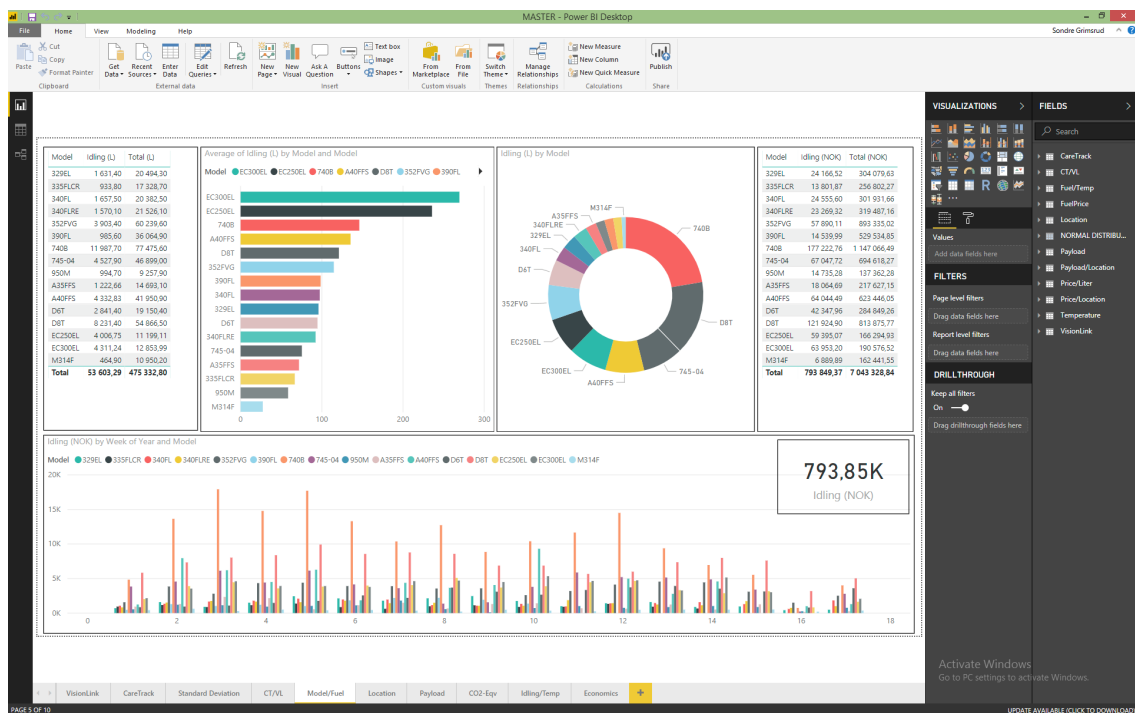 MASTER - Power BI Desktop
File Home View Modeling Help
Sondre Grimsrud
Paste
Cut
Copy
Format Painter
Get Data
Recent Sources
Enter Data
Edit Queries
Refresh
New Page
New Visual
Ask A Question
Buttons
Text box
Image
Shapes
From Marketplace
From File
Switch Theme
Manage Relationships
New Measure
New Column
New Quick Measure
Publish
Clipboard External data Insert Custom visuals Themes Relationships Calculations Share
Model Idling (L) Total (L)
329EL 1 631,40 20 494,30
335FLCR 933,80 17 328,70
340FL 1 657,50 20 382,50
340FLRE 1 570,10 21 526,10
352FVG 3 903,40 60 239,60
390FL 985,60 36 064,90
740B 11 987,70 77 475,60
745-04 4 527,90 46 899,00
950M 994,70 9 257,90
A35FFS 1 222,66 14 693,10
A40FFS 4 332,83 41 950,90
D6T 2 841,40 19 150,40
D8T 8 231,40 54 866,50
EC250EL 4 006,75 11 199,11
EC300EL 4 311,24 12 853,99
M314F 464,90 10 950,20
Total 53 603,29 475 332,80
Average of Idling (L) by Model and Model
Model EC300EL EC250EL 740B A40FFS D8T 352FVG 390FL
EC300EL
EC250EL
740B
A40FFS
D8T
352FVG
390FL
340FL
329EL
D6T
340FLRE
745-04
A35FFS
335FLCR
950M
M314F
0 100 200 300
Idling (L) by Model
M314F
A35FFS
340FLRE
329EL
340FL
D6T
352FVG
EC250EL
EC300EL
A40FFS
745-04
D8T
740B
Model Idling (NOK) Total (NOK)
329EL 24 166,52 304 079,63
335FLCR 13 801,87 256 802,27
340FL 24 555,60 301 931,66
340FLRE 23 269,32 319 487,16
352FVG 57 890,11 893 335,02
390FL 14 539,99 529 534,85
740B 177 222,76 1 147 066,49
745-04 67 047,72 694 618,27
950M 14 735,28 137 362,28
A35FFS 18 064,69 217 627,15
A40FFS 64 044,49 623 446,05
D6T 42 347,96 284 849,26
D8T 121 924,90 813 875,77
EC250EL 59 395,07 166 294,93
EC300EL 63 953,20 190 576,52
M314F 6 889,89 162 441,55
Total 793 849,37 7 043 328,84
Idling (NOK) by Week of Year and Model
Model 329EL 335FLCR 340FL 340FLRE 352FVG 390FL 740B 745-04 950M A35FFS A40FFS D6T D8T EC250EL EC300EL M314F
20K
15K
10K
5K
0K
0 2 4 6 8 10 12 14 16 18
793,85K
Idling (NOK)
VISUALIZATIONS
Values
Add data fields here
FILTERS
Page level filters
Drag data fields here
Report level filters
Drag data fields here
DRILLTHROUGH
Keep all filters
On
Drag drillthrough fields here
FIELDS
Search
CareTrack
CT/VL
Fuel/Temp
FuelPrice
Location
NORMAL DISTRIBU...
Payload
Payload/Location
Price/Liter
Price/Location
Temperature
VisionLink
Activate Windows
Go to PC settings to activate Windows.
VisionLink CareTrack Standard Deviation CT/VL Model/Fuel Location Payload CO2-Eqv Idling/Temp Economics +
PAGE 5 OF 10
UPDATE AVAILABLE (CLICK TO DOWNLOAD)